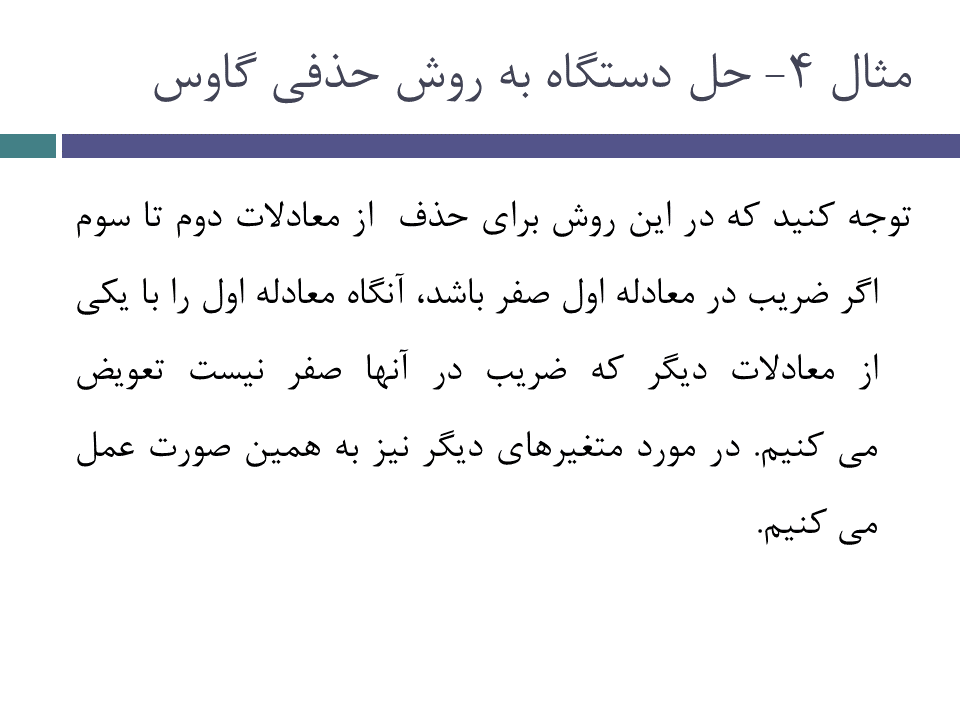 مثال ۴- حل دستگاه به روش حذفی گاوس
توجه کنید که در این روش برای حذف از معادلات دوم تا سوم
اگر ضریب در معادله اول صفر باشد، آنگاه معادله اول را با یکی
از معادلات دیگر که ضریب در آنها صفر نیست تعویض
می کنیم. در مورد متغیرهای دیگر نیز به همین صورت عمل
می کنیم.